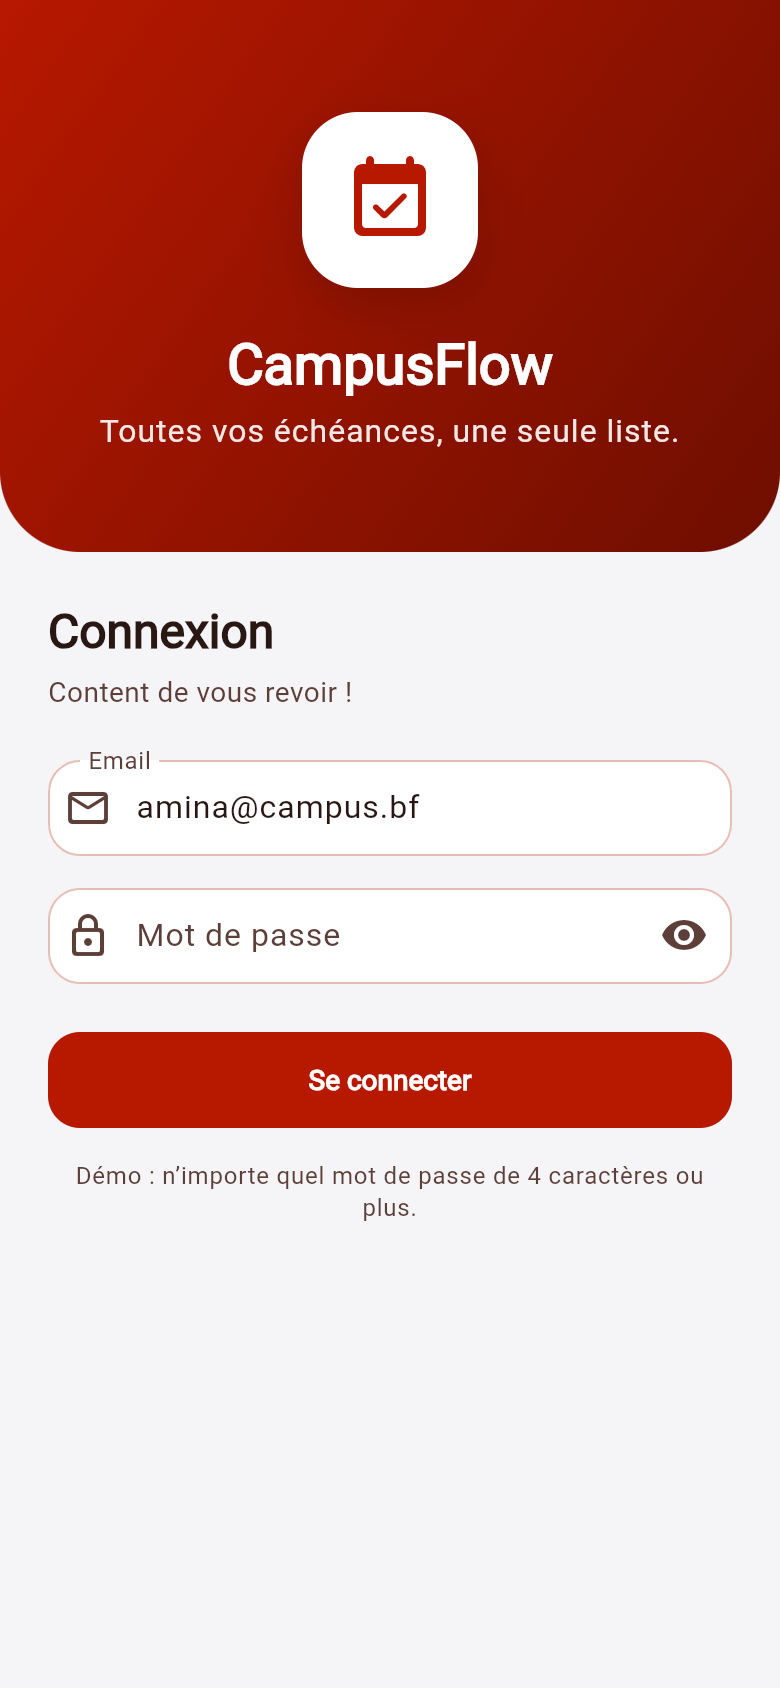 CampusFlow
Toutes vos échéances, une seule liste.
Connexion
Content de vous revoir !
Email
amina@campus.bf
Mot de passe
Se connecter
Démo : n’importe quel mot de passe de 4 caractères ou
plus.